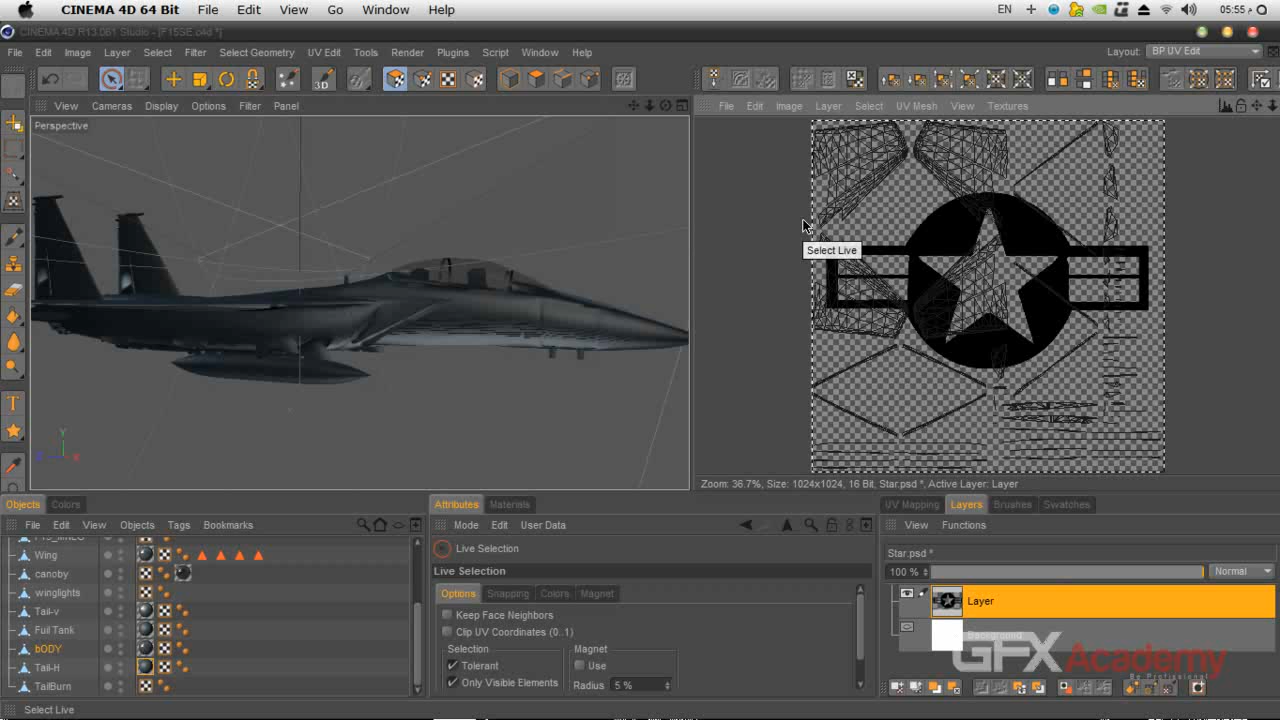 CINEMA 4D 64 Bit File Edit View Go Window Help EN 05:55 م
CINEMA 4D R13.061 Studio - [F15SE.c4d *]
File Edit Image Layer Select Filter Select Geometry UV Edit Tools Render Plugins Script Window Help Layout: BP UV Edit
3D
View Cameras Display Options Filter Panel
File Edit Image Layer Select UV Mesh View Textures
Perspective
Select Live
Y
Zoom: 36.7%, Size: 1024x1024, 16 Bit, Star.psd *, Active Layer: Layer
Objects Colors
File Edit View Objects Tags Bookmarks
Wing
canoby
winglights
Tail-v
Full Tank
bODY
Tail-H
TailBurn
Attributes Materials
Mode Edit User Data
Live Selection
Live Selection
Options Snapping Colors Magnet
Keep Face Neighbors
Clip UV Coordinates (0..1)
Selection Magnet
Tolerant Use
Only Visible Elements Radius 5 %
UV Mapping Layers Brushes Swatches
View Functions
Star.psd *
100 % Normal
Layer
Background
GFX Academy
Be Profissional
Select Live